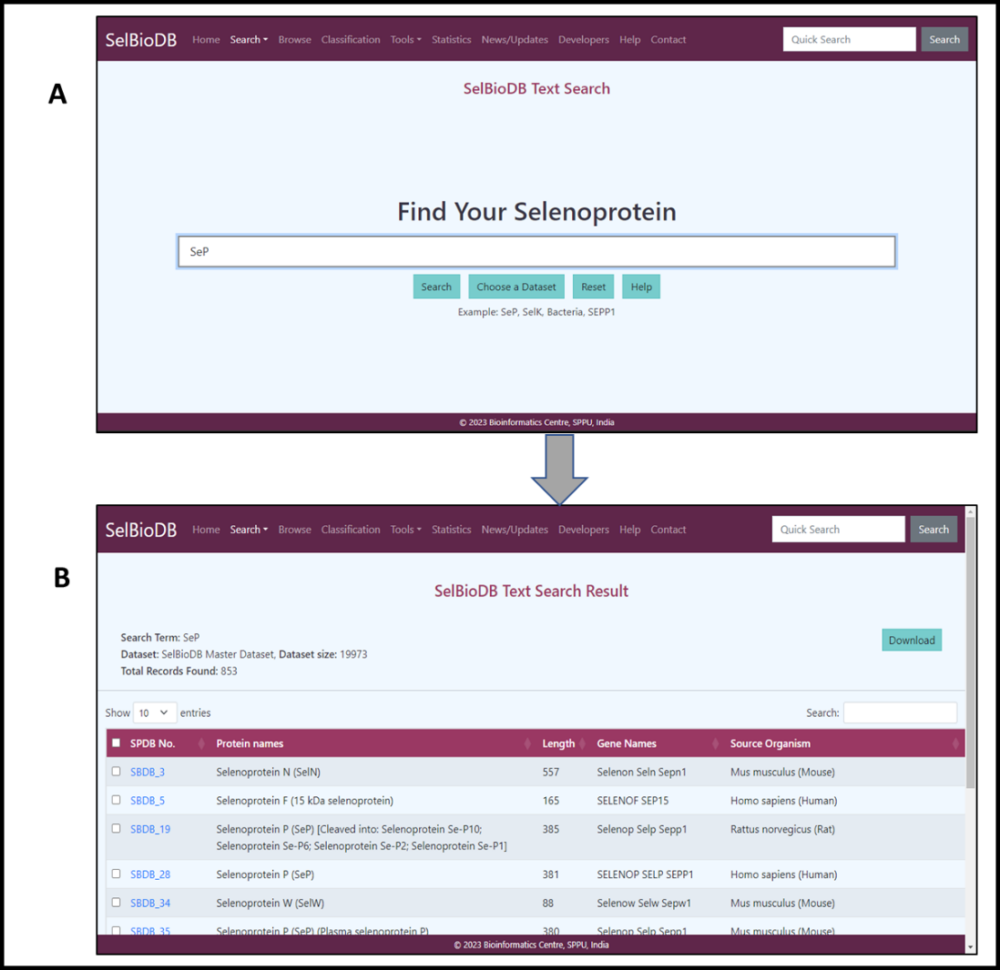 A
SelBioDB Home Search Browse Classification Tools Statistics News/Updates Developers Help Contact Quick Search Search
SelBioDB Text Search
Find Your Selenoprotein
SeP
Search Choose a Dataset Reset Help
Example: SeP, SelK, Bacteria, SEPP1
© 2023 Bioinformatics Centre, SPPU, India
B
SelBioDB Home Search Browse Classification Tools Statistics News/Updates Developers Help Contact Quick Search Search
SelBioDB Text Search Result
Search Term: SeP
Download
Dataset: SelBioDB Master Dataset, Dataset size: 19973
Total Records Found: 853
Show 10 entries Search:
SPDB No. Protein names Length Gene Names Source Organism
SBDB_3 Selenoprotein N (SelN) 557 Selenon Seln Sepn1 Mus musculus (Mouse)
SBDB_5 Selenoprotein F (15 kDa selenoprotein) 165 SELENOF SEP15 Homo sapiens (Human)
SBDB_19 Selenoprotein P (SeP) [Cleaved into: Selenoprotein Se-P10; 385 Selenop Selp Sepp1 Rattus norvegicus (Rat)
Selenoprotein Se-P6; Selenoprotein Se-P2; Selenoprotein Se-P1]
SBDB_28 Selenoprotein P (SeP) 381 SELENOP SELP SEPP1 Homo sapiens (Human)
SBDB_34 Selenoprotein W (SelW) 88 Selenow Selw Sepw1 Mus musculus (Mouse)
SBDB_35 Selenoprotein P (SeP) (Plasma selenoprotein P) 380 Selenop Selp Sepp1 Mus musculus (Mouse)
© 2023 Bioinformatics Centre, SPPU, India